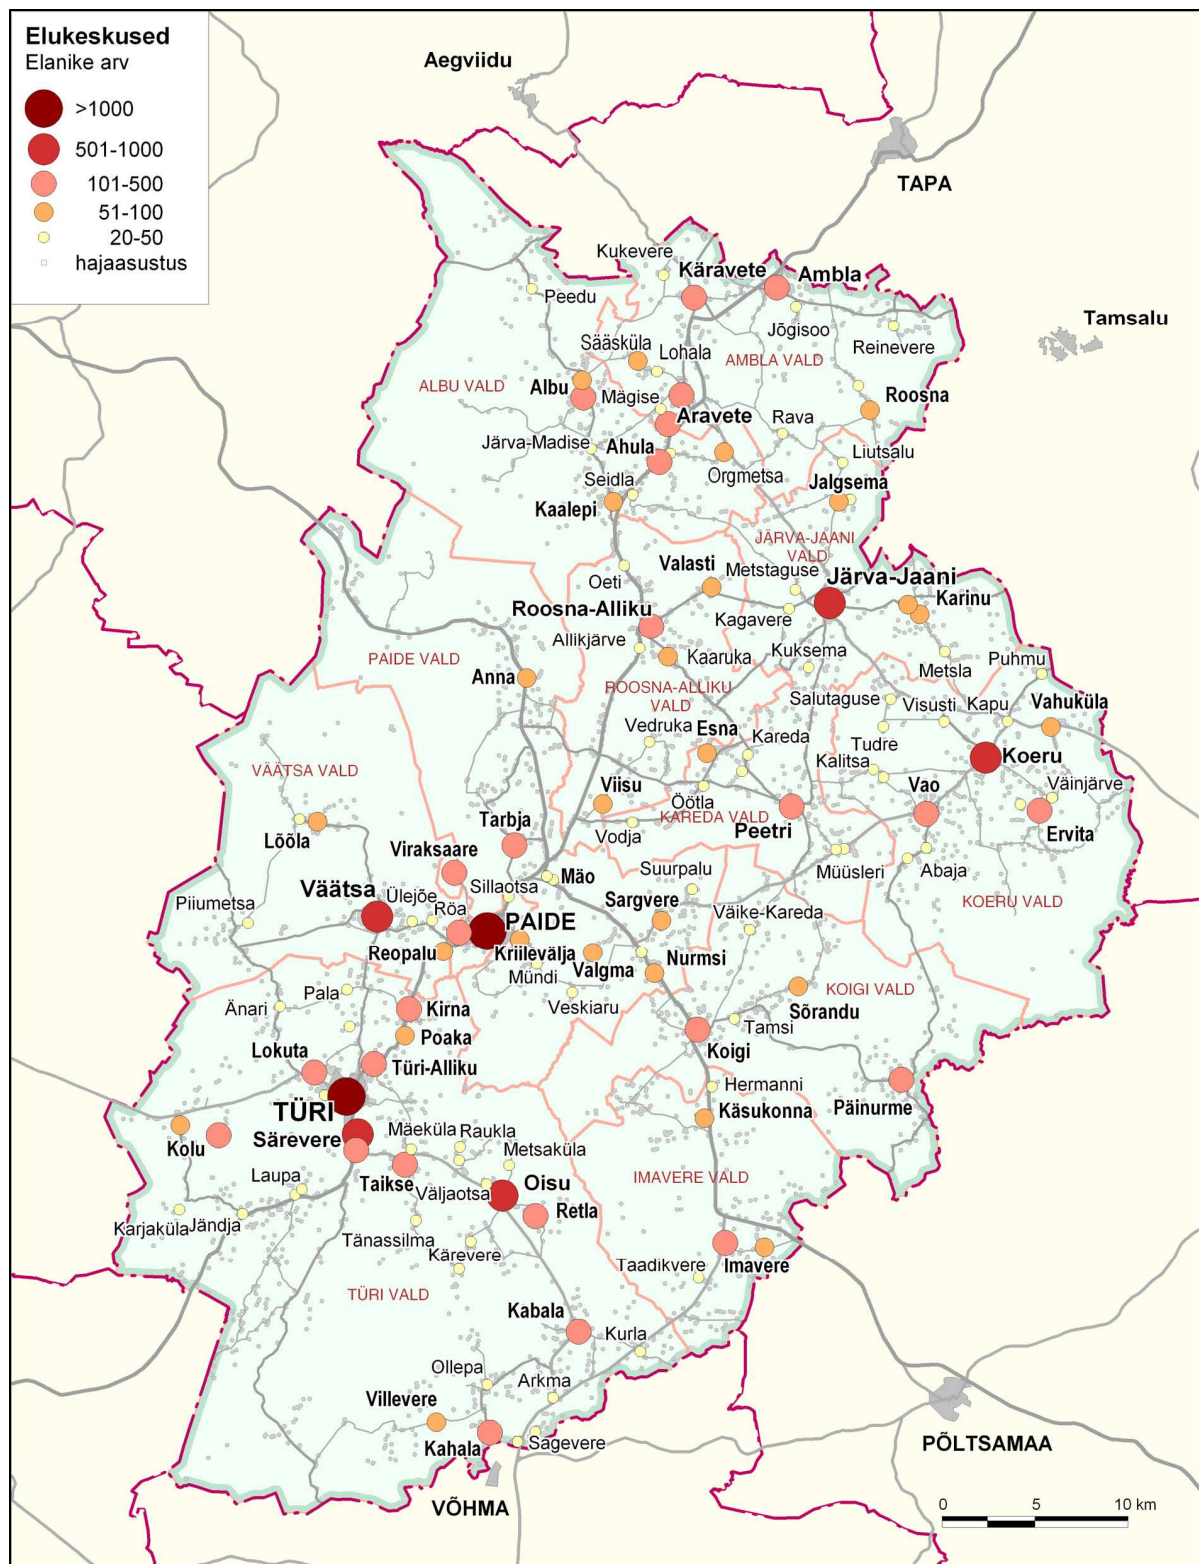 Elukeskused
Elanike arv
>1000
501-1000
101-500
51-100
20-50
hajaasustus
Aegviidu
TAPA
Kukevere
Käravete
Ambla
Peedu
Jõgisoo
Tamsalu
Reinevere
Sääsküla
Lohala
AMBLA VALD
ALBU VALD
Albu
Mägise
Roosna
Aravete
Rava
Järva-Madise
Ahula
Liutsalu
Orgmetsa
Seidla
Jalgsema
Kaalepi
JÄRVA-JAANI
VALD
Valasti
Metstaguse
Järva-Jaani
Oeti
Karinu
Roosna-Alliku
Kagavere
Allikjärve
Kuksema
PAIDE VALD
Kaaruka
Metsla
Puhmu
Anna
ROOSNA-ALLIKU
VALD
Salutaguse
Visusti
Kapu
Vahuküla
Vedruka
Esna
Kareda
Tudre
Koeru
VÄÄTSA VALD
Kalitsa
Väinjärve
Viisu
Öötla
Vao
KAREDA VALD
Ervita
Tarbja
Vodja
Peetri
Lõõla
Viraksaare
Suurpalu
Müüsleri
Abaja
Mäo
Sillaotsa
Väätsa
Ülejõe
Sargvere
KOERU VALD
Piiumetsa
Röa
PAIDE
Väike-Kareda
Reopalu
Kriilevälja
Valgma
Nurmsi
Mündi
Pala
KOIGI VALD
Änari
Veskiaru
Kirna
Sõrandu
Tamsi
Poaka
Koigi
Lokuta
Türi-Alliku
Hermanni
Päinurme
TÜRI
Käsukonna
Särevere
Mäeküla
Raukla
Kolu
Metsaküla
Laupa
Taikse
Väljaotsa
Oisu
IMAVERE VALD
Retla
Karjaküla
Jändja
Tänassilma
Kärevere
Taadikvere
Imavere
TÜRI VALD
Kabala
Kurla
Ollepa
Arkma
Villevere
Kahala
Sagevere
PÕLTSAMAA
VÕHMA
0 5 10 km